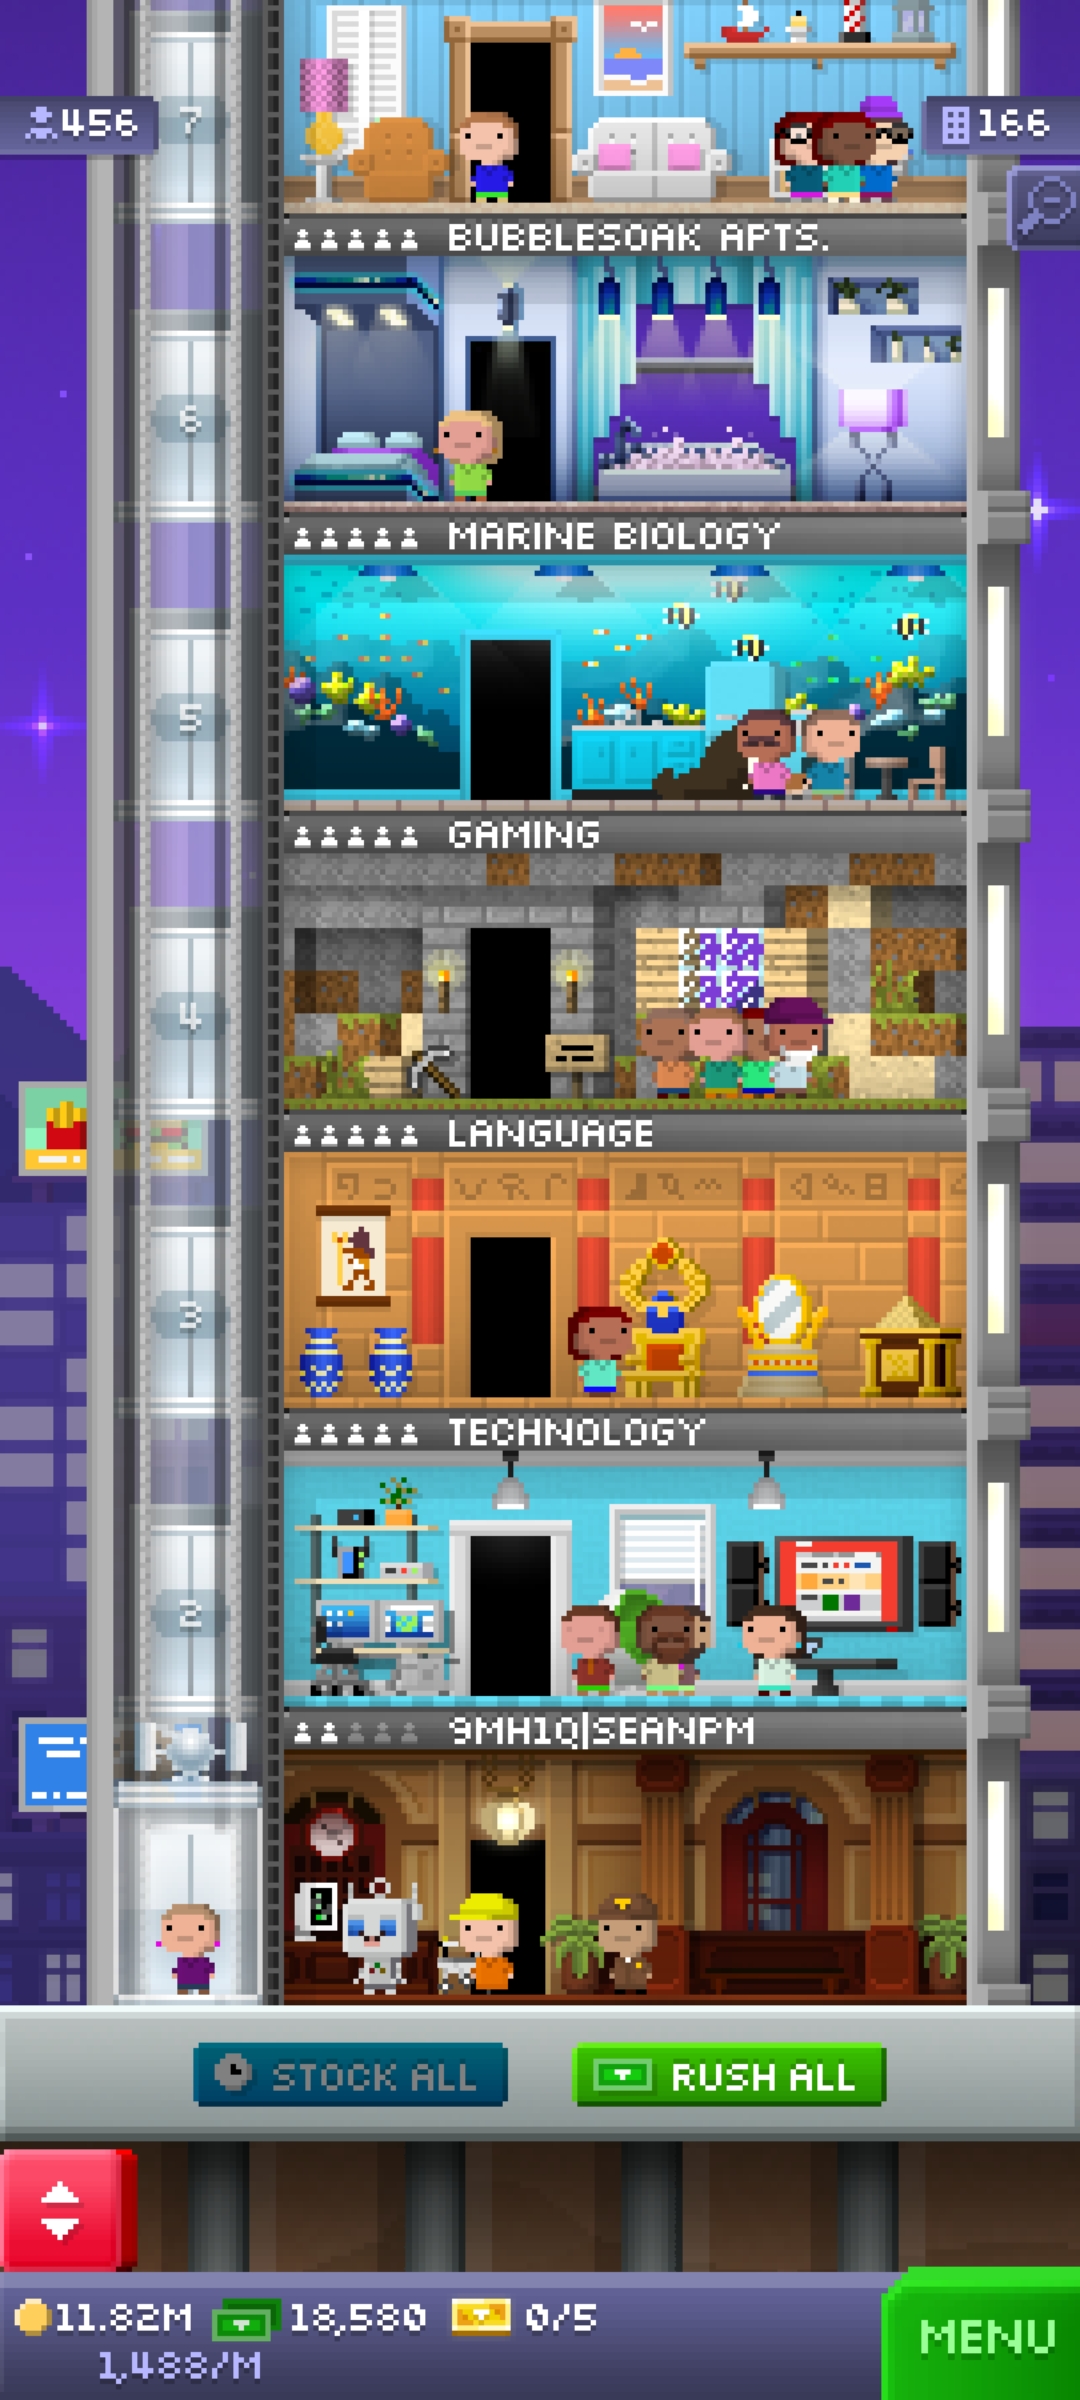 456
7
166
BUBBLESOAK APTS.
6
MARINE BIOLOGY
5
GAMING
4
LANGUAGE
3
TECHNOLOGY
2
9MH1Q|SEANPM
STOCK ALL
RUSH ALL
11.82M
18,580
0/5
1,488/M
MENU